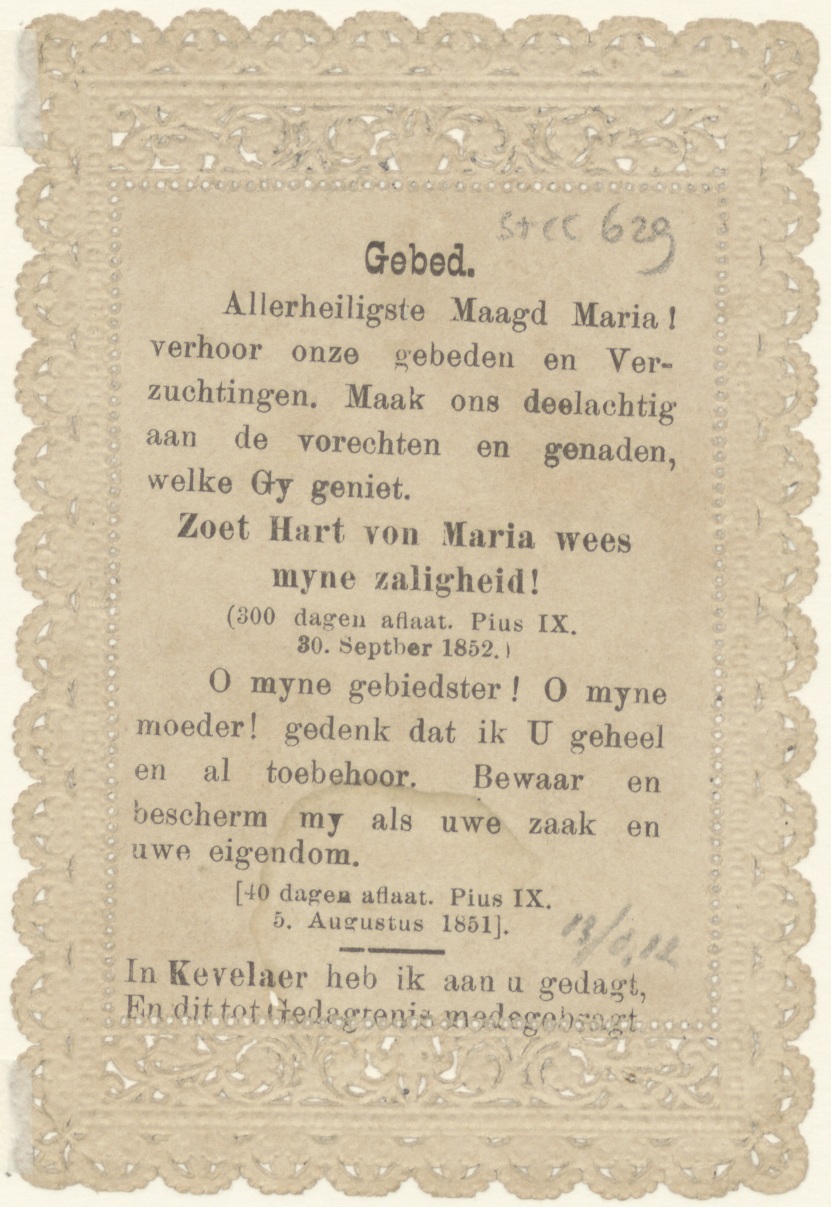 St CC 629
Gebed.
Allerheiligste Maagd Maria!
verhoor onze gebeden en Ver-
zuchtingen. Maak ons deelachtig
aan de vorechten en genaden,
welke Gy geniet.
Zoet Hart von Maria wees
myne zaligheid!
(300 dagen aflaat. Pius IX.
30. Septber 1852.)
O myne gebiedster! O myne
moeder! gedenk dat ik U geheel
en al toebehoor. Bewaar en
bescherm my als uwe zaak en
uwe eigendom.
[40 dagen aflaat. Pius IX.
5. Augustus 1851].
In Kevelaer heb ik aan u gedagt,
En dit tot Gedagtenis medegebragt